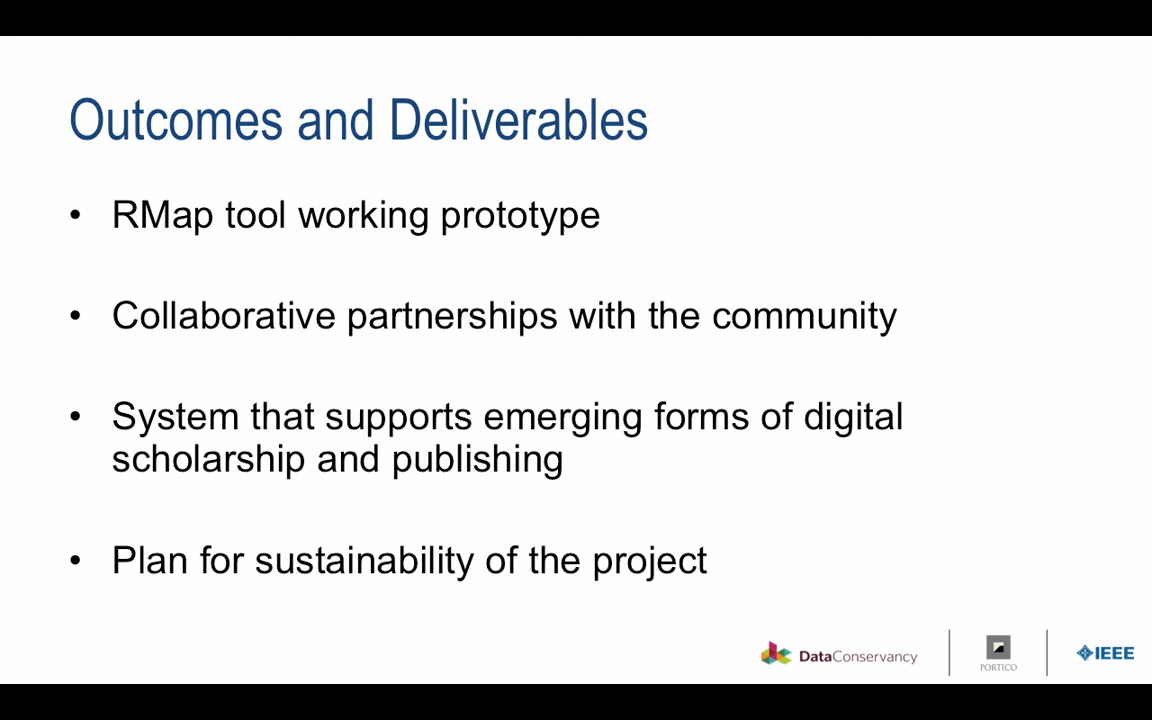 Outcomes and Deliverables
• RMap tool working prototype
• Collaborative partnerships with the community
• System that supports emerging forms of digital
scholarship and publishing
• Plan for sustainability of the project
DataConservancy
PORTICO
IEEE